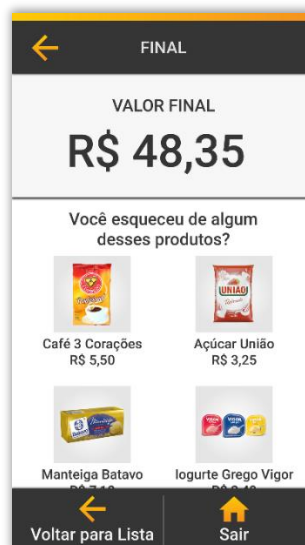 FINAL
VALOR FINAL
R$ 48,35
Você esqueceu de algum
desses produtos?
UNIÃO
Café 3 Corações
R$ 5,50
Açúcar União
R$ 3,25
Manteiga Batavo
Iogurte Grego Vigor
Voltar para Lista
Sair